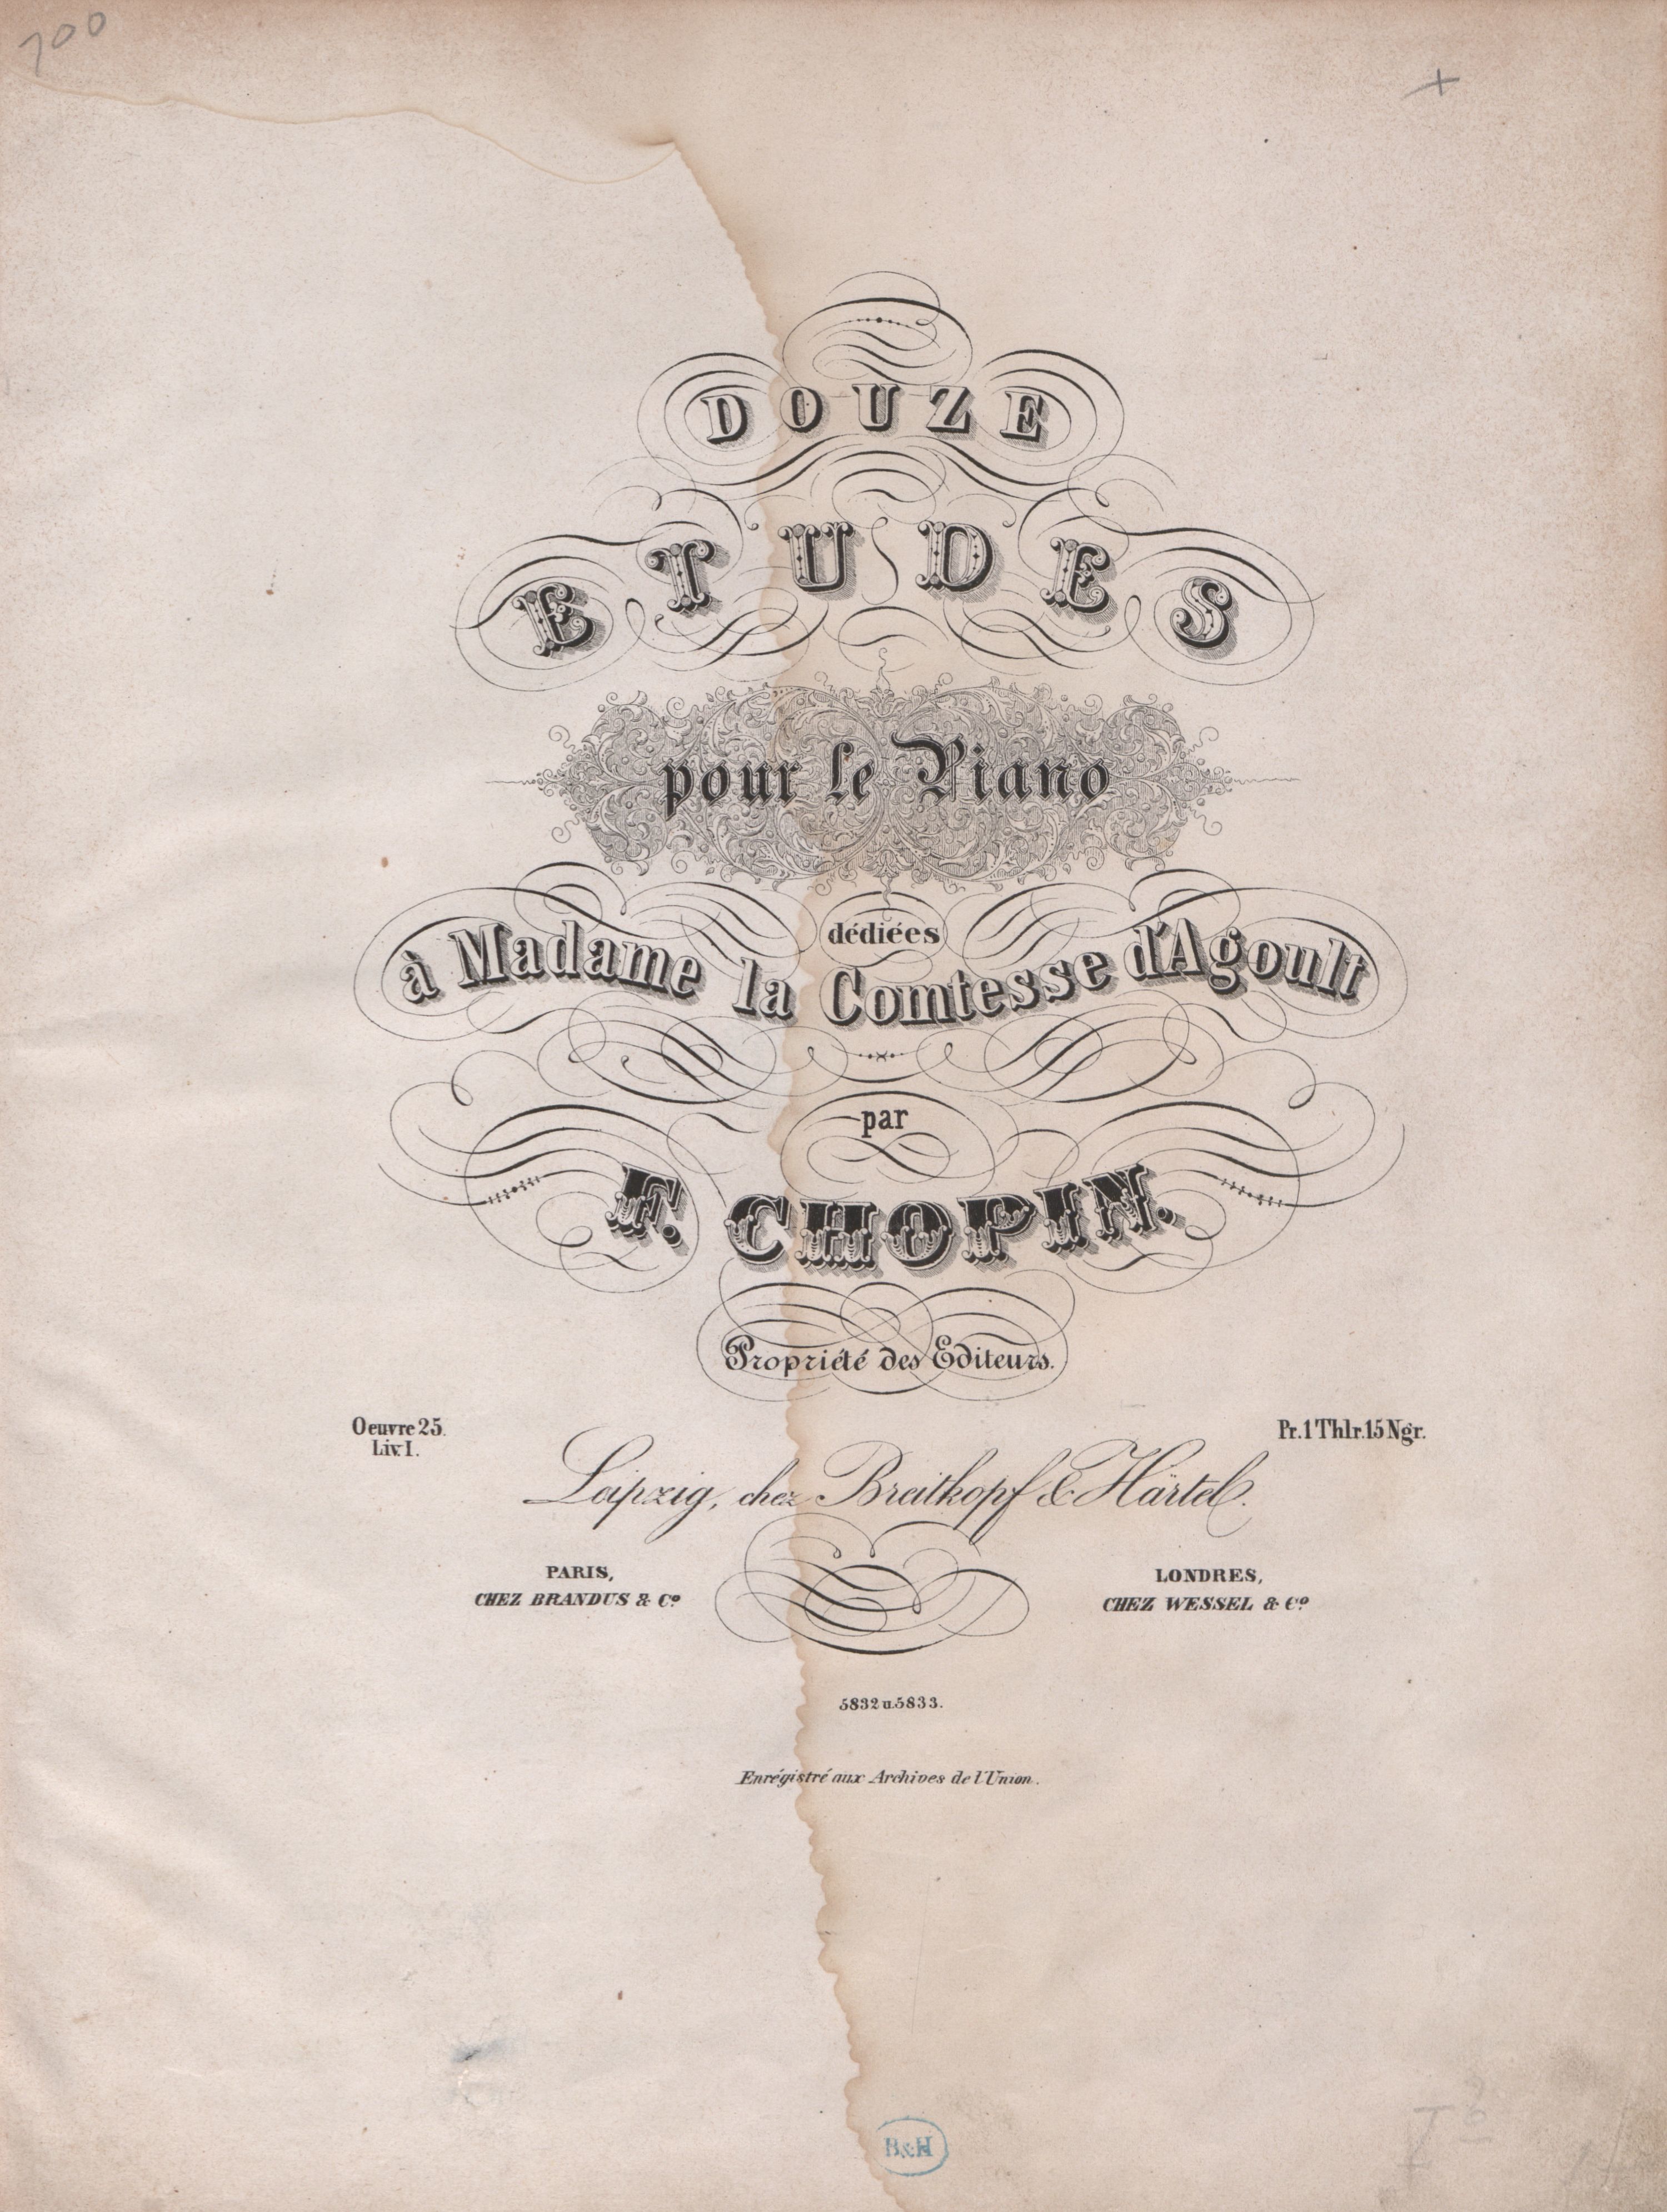 100
+
DOUZE
ETUDES
pour le Piano
dédiées
à Madame la Comtesse d'Agoult
par
F. CHOPIN.
Propriété des Editeurs.
Oeuvre 25.
Liv. I.
Pr. 1 Thlr. 15 Ngr.
Leipzig, chez Breitkopf & Härtel.
PARIS,
CHEZ BRANDUS & Co.
LONDRES,
CHEZ WESSEL & Co.
5832 u. 5833.
Enrégistré aux Archives de l'Union.
B&H